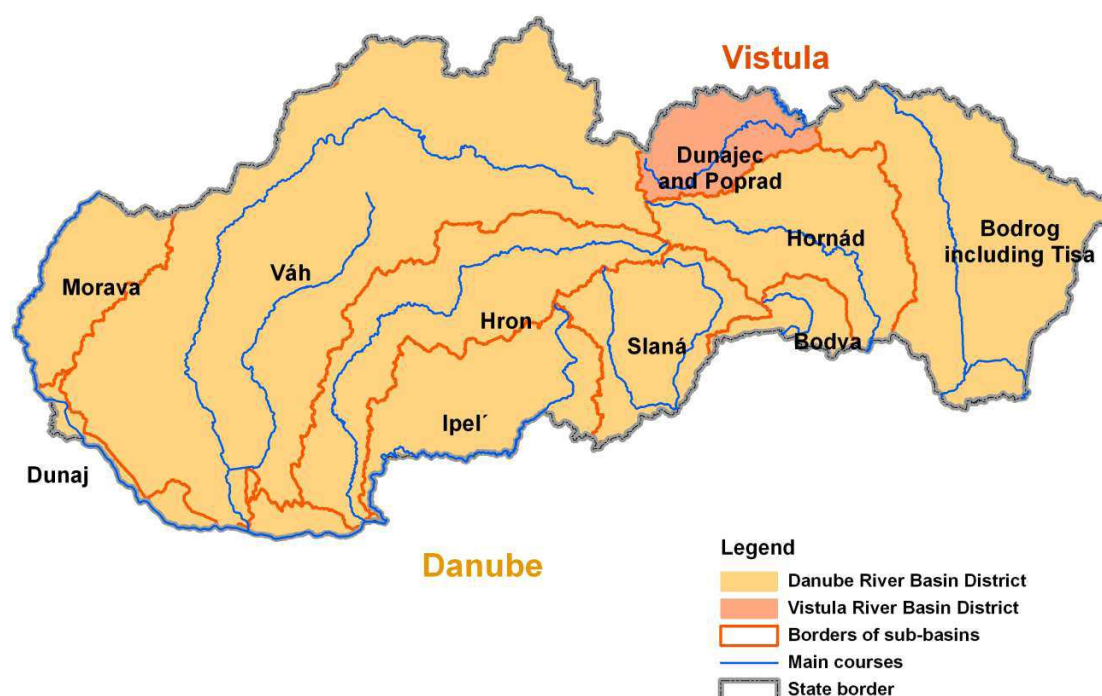 Vistula
Dunajec
and Poprad
Bodrog
including Tisa
Hornád
Morava
Váh
Hron
Slaná
Bodva
Ipel´
Dunaj
Danube
Legend
Danube River Basin District
Vistula River Basin District
Borders of sub-basins
Main courses
State border